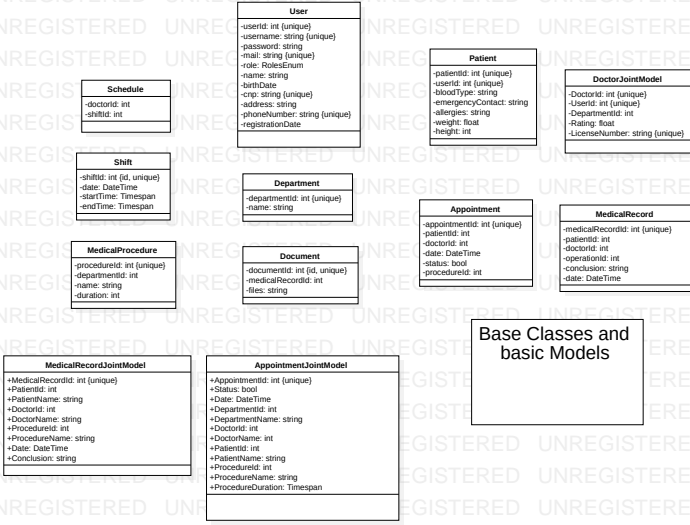 User
-userId: int {unique}
-username: string {unique}
-password: string
-mail: string {unique}
-role: RolesEnum
-name: string
-birthDate
-cnp: string {unique}
-address: string
-phoneNumber: string {unique}
-registrationDate
Patient
-patientId: int {unique}
-userId: int {unique}
-bloodType: string
-emergencyContact: string
-allergies: string
-weight: float
-height: int
DoctorJointModel
-DoctorId: int {unique}
-UserId: int {unique}
-DepartmentId: int
-Rating: float
-LicenseNumber: string {unique}
Schedule
-doctorId: int
-shiftId: int
Shift
-shiftId: int {id, unique}
-date: DateTime
-startTime: Timespan
-endTime: Timespan
Department
-departmentId: int {unique}
-name: string
Appointment
-appointmentId: int {unique}
-patientId: int
-doctorId: int
-date: DateTime
-status: bool
-procedureId: int
MedicalRecord
-medicalRecordId: int {unique}
-patientId: int
-doctorId: int
-operationId: int
-conclusion: string
-date: DateTime
MedicalProcedure
-procedureId: int {unique}
-departmentId: int
-name: string
-duration: int
Document
-documentId: int {id, unique}
-medicalRecordId: int
-files: string
Base Classes and
basic Models
MedicalRecordJointModel
+MedicalRecordId: int {unique}
+PatientId: int
+PatientName: string
+DoctorId: int
+DoctorName: string
+ProcedureId: int
+ProcedureName: string
+Date: DateTime
+Conclusion: string
AppointmentJointModel
+AppointmentId: int {unique}
+Status: bool
+Date: DateTime
+DepartmentId: int
+DepartmentName: string
+DoctorId: int
+DoctorName: int
+PatientId: int
+PatientName: string
+ProcedureId: int
+ProcedureName: string
+ProcedureDuration: Timespan
UNREGISTERED